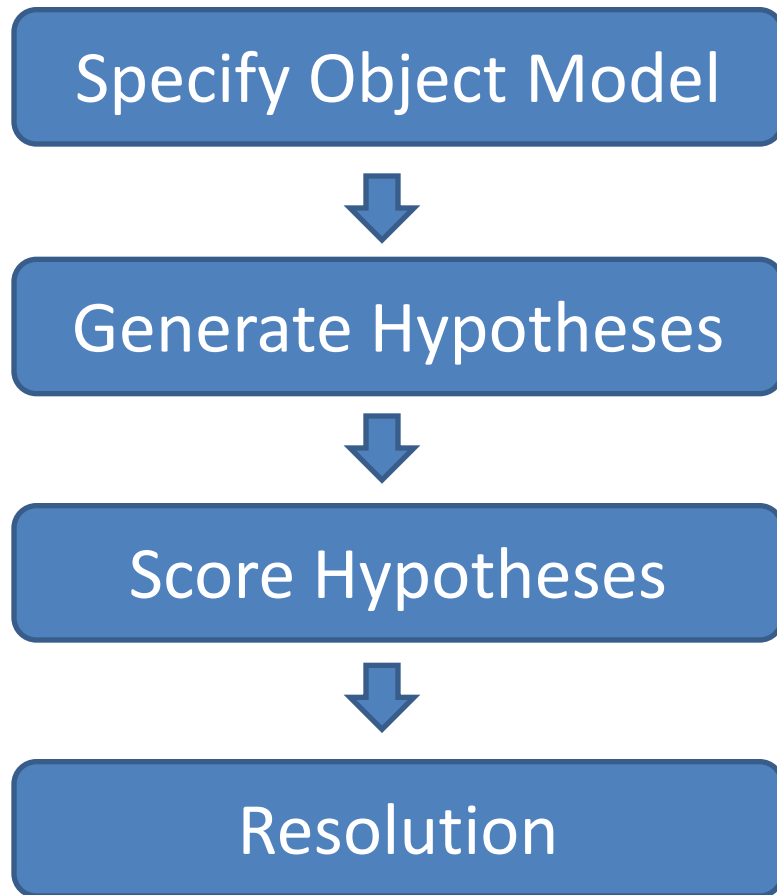 Specify Object Model
Generate Hypotheses
Score Hypotheses
Resolution